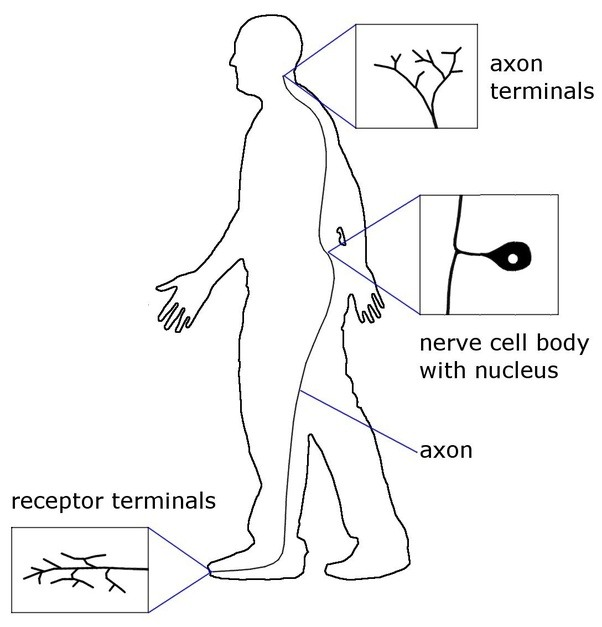 axon
terminals
nerve cell body
with nucleus
axon
receptor terminals